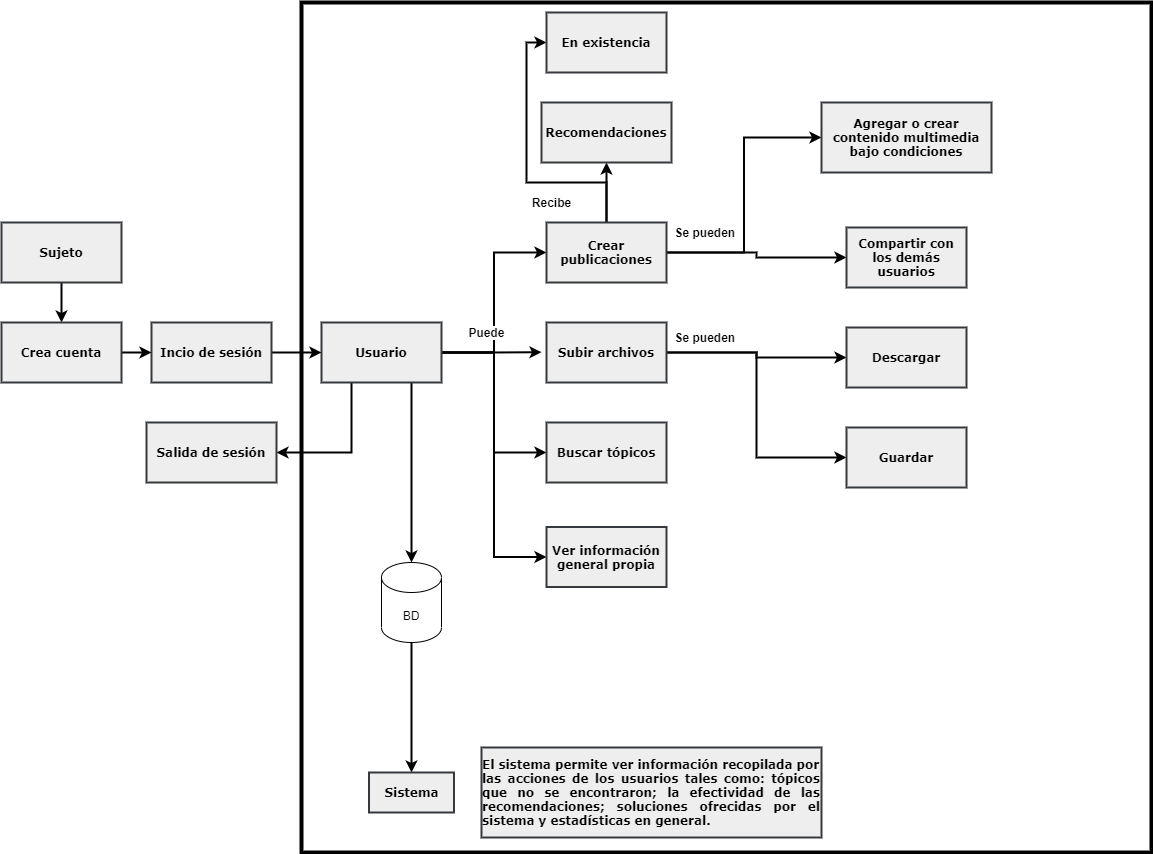 En existencia
Recomendaciones
Agregar o crear
contenido multimedia
bajo condiciones
Recibe
Sujeto
Crear
publicaciones
Se pueden
Compartir con
los demás
usuarios
Crea cuenta
Incio de sesión
Usuario
Puede
Subir archivos
Se pueden
Descargar
Salida de sesión
Buscar tópicos
Guardar
Ver información
general propia
BD
Sistema
El sistema permite ver información recopilada por
las acciones de los usuarios tales como: tópicos
que no se encontraron; la efectividad de las
recomendaciones; soluciones ofrecidas por el
sistema y estadísticas en general.